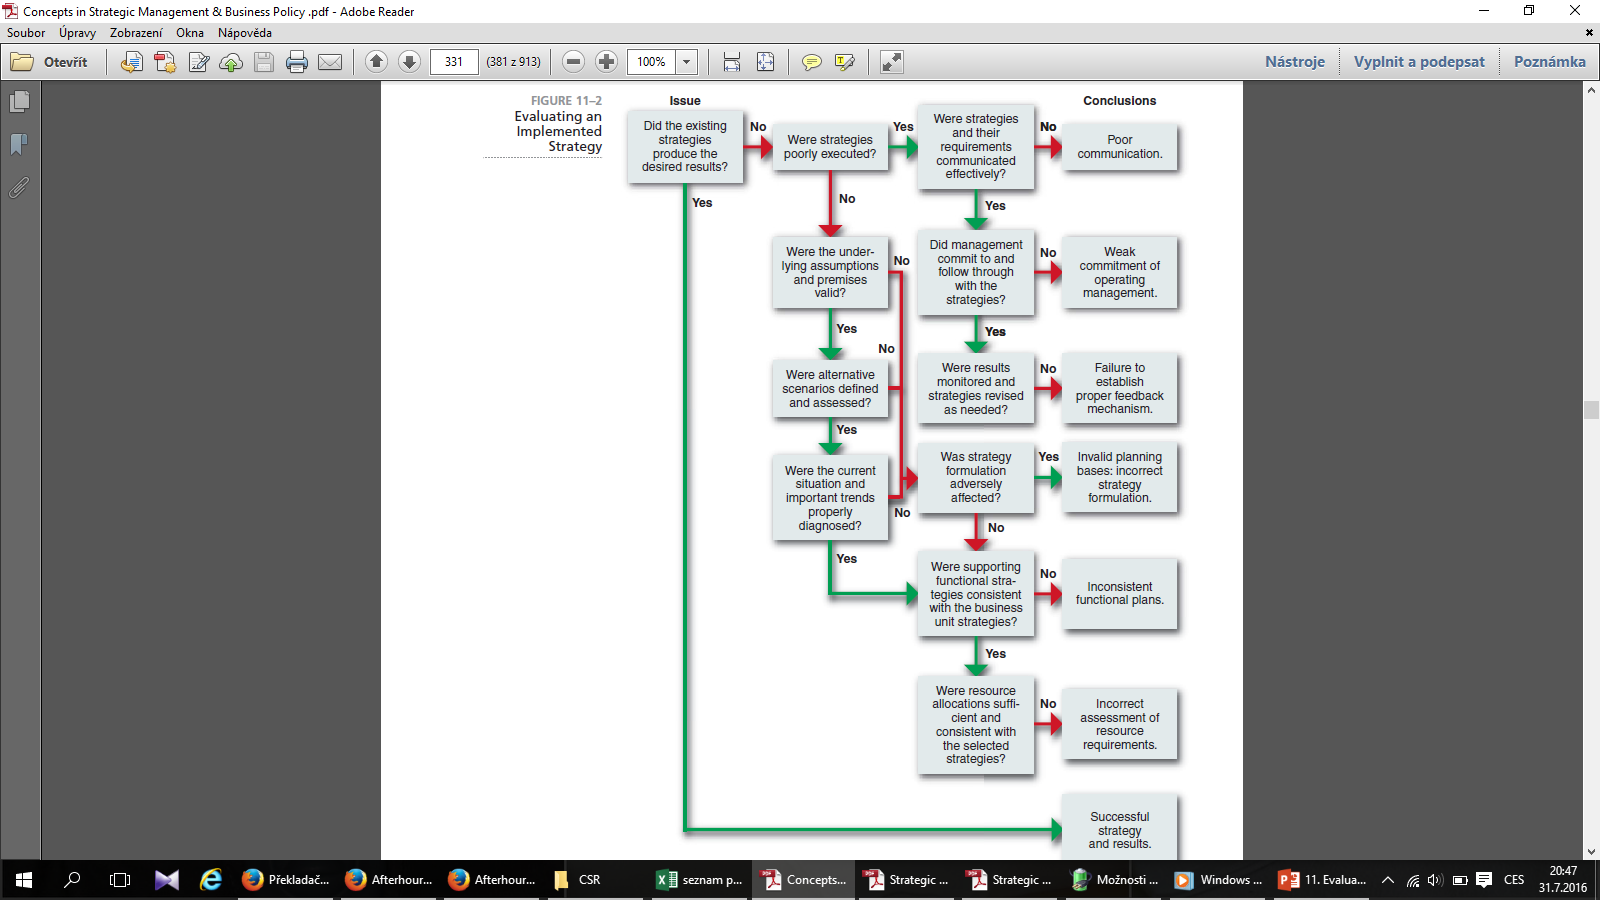 Concepts in Strategic Management & Business Policy .pdf - Adobe Reader
Soubor Úpravy Zobrazení Okna Nápověda
Otevřít 331 (381 z 913) 100% Nástroje Vyplnit a podepsat Poznámka
FIGURE 11–2
Evaluating an
Implemented
Strategy
Issue
Conclusions
Did the existing
strategies
produce the
desired results?
No
Were strategies
poorly executed?
Yes
Were strategies
and their
requirements
communicated
effectively?
No
Poor
communication.
Yes
No
Yes
Were the under-
lying assumptions
and premises
valid?
No
Did management
commit to and
follow through
with the
strategies?
No
Weak
commitment of
operating
management.
Yes
Yes
No
Were alternative
scenarios defined
and assessed?
Were results
monitored and
strategies revised
as needed?
No
Failure to
establish
proper feedback
mechanism.
Yes
Were the current
situation and
important trends
properly
diagnosed?
No
Was strategy
formulation
adversely
affected?
Yes
Invalid planning
bases: incorrect
strategy
formulation.
No
Yes
Were supporting
functional stra-
tegies consistent
with the business
unit strategies?
No
Inconsistent
functional plans.
Yes
Were resource
allocations suffi-
cient and
consistent with
the selected
strategies?
No
Incorrect
assessment of
resource
requirements.
Successful
strategy
and results.
Překladač... Afterhour... Afterhour... CSR seznam p... Concepts... Strategic ... Strategic ... Možnosti ... Windows ... 11. Evalua... CES
20:47
31.7.2016